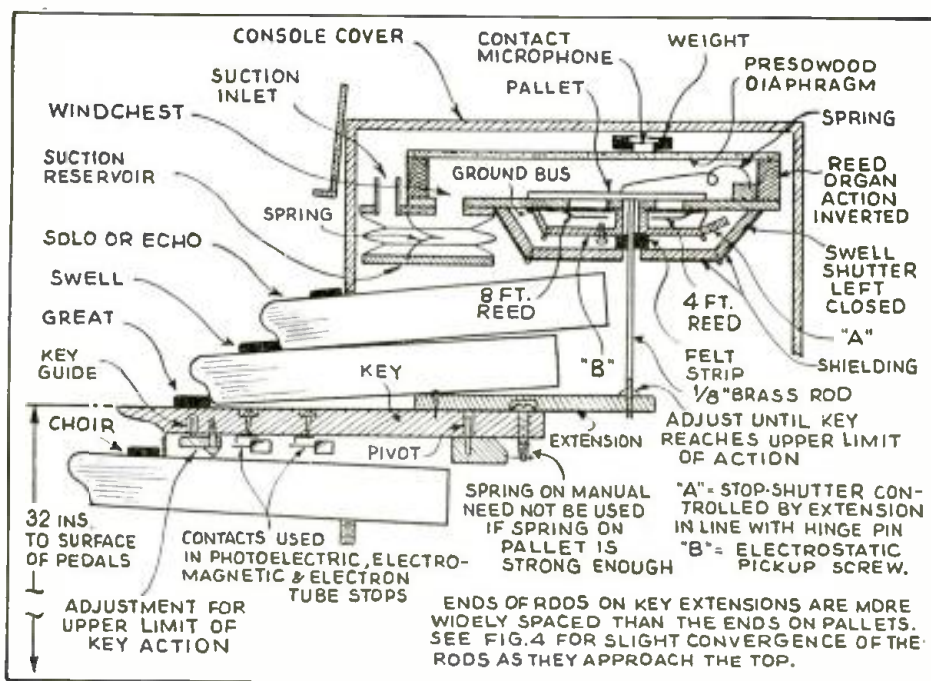 CONSOLE COVER
CONTACT
MICROPHONE
WEIGHT
PRESDWOOD
DIAPHRAGM
SUCTION
INLET
PALLET
SPRING
WINDCHEST
SUCTION
RESERVOIR
GROUND BUS
REED
ORGAN
ACTION
INVERTED
SPRING
SOLO OR ECHO
SWELL
SHUTTER
LEFT
CLOSED
SWELL
8 FT.
REED
4 FT.
REED
"A"
GREAT
"B"
FELT
STRIP
SHIELDING
KEY
GUIDE
KEY
1/8" BRASS ROD
CHOIR
PIVOT
EXTENSION
ADJUST UNTIL KEY
REACHES UPPER LIMIT
OF ACTION
32 INS.
TO SURFACE
OF PEDALS
CONTACTS USED
IN PHOTOELECTRIC, ELECTRO-
MAGNETIC & ELECTRON
TUBE STOPS
SPRING ON MANUAL
NEED NOT BE USED
IF SPRING ON
PALLET IS
STRONG ENOUGH
"A"= STOP-SHUTTER CON-
TROLLED BY EXTENSION
IN LINE WITH HINGE PIN
"B"= ELECTROSTATIC
PICKUP SCREW.
ADJUSTMENT FOR
UPPER LIMIT OF
KEY ACTION
ENDS OF RODS ON KEY EXTENSIONS ARE MORE
WIDELY SPACED THAN THE ENDS ON PALLETS.
SEE FIG.4 FOR SLIGHT CONVERGENCE OF THE
RODS AS THEY APPROACH THE TOP.